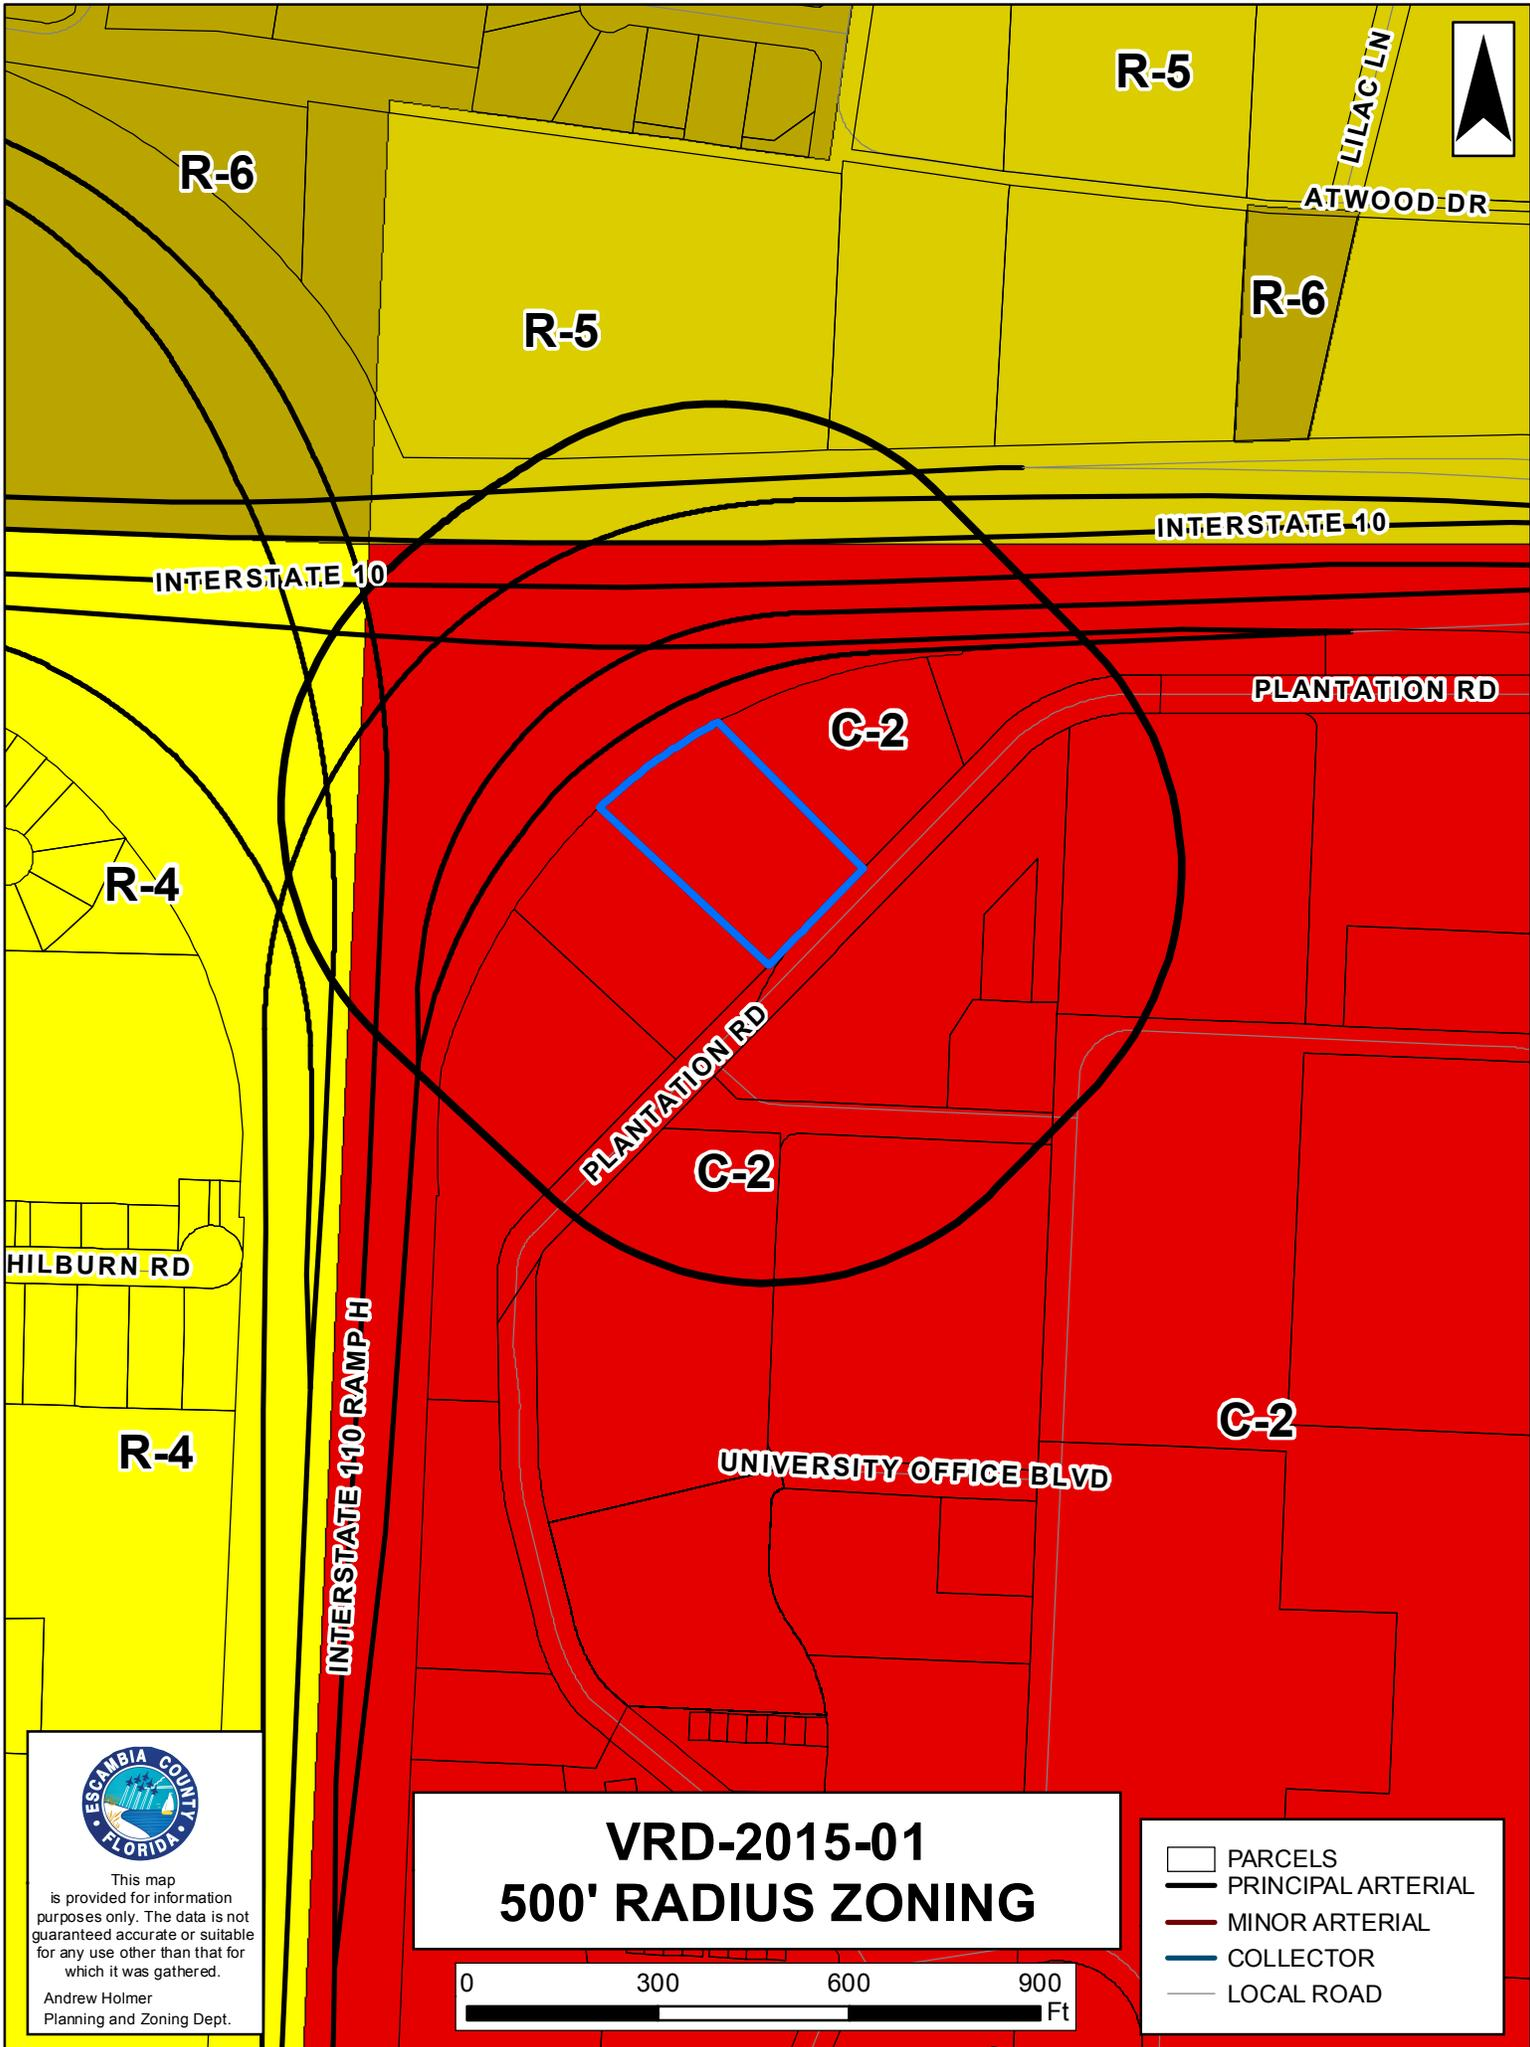 R-5
LILAC LN
R-6
ATWOOD DR
R-6
R-5
INTERSTATE 10
INTERSTATE 10
PLANTATION RD
C-2
R-4
PLANTATION RD
C-2
HILBURN RD
INTERSTATE 110 RAMP H
C-2
R-4
UNIVERSITY OFFICE BLVD
ESCAMBIA COUNTY
FLORIDA
This map
is provided for information
purposes only. The data is not
guaranteed accurate or suitable
for any use other than that for
which it was gathered.
Andrew Holmer
Planning and Zoning Dept.
VRD-2015-01
500' RADIUS ZONING
0 300 600 900
Ft
PARCELS
PRINCIPAL ARTERIAL
MINOR ARTERIAL
COLLECTOR
LOCAL ROAD